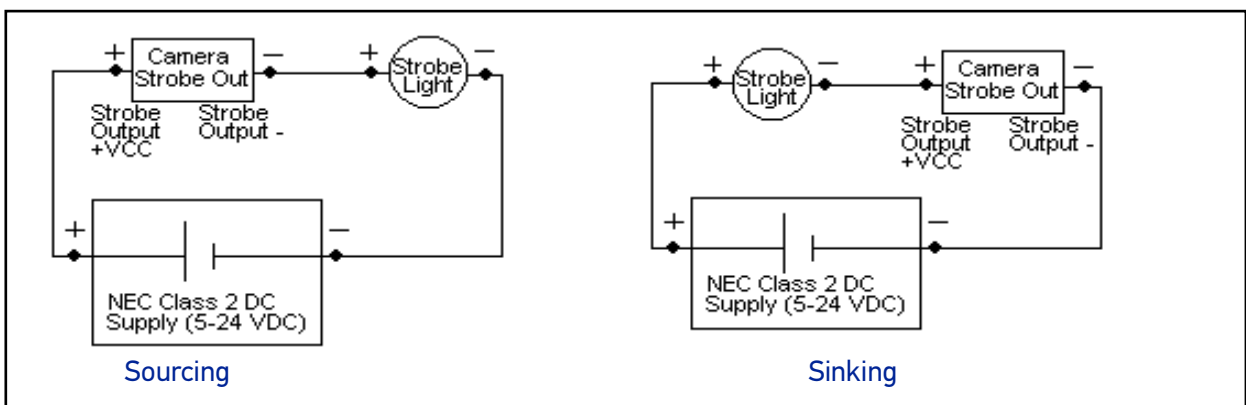 + Camera Strobe Out −
+ Strobe Light −
Strobe
Output
+VCC
Strobe
Output -
+ −
NEC Class 2 DC
Supply (5-24 VDC)
Sourcing
+ Strobe Light −
+ Camera Strobe Out −
Strobe
Output
+VCC
Strobe
Output -
+ −
NEC Class 2 DC
Supply (5-24 VDC)
Sinking